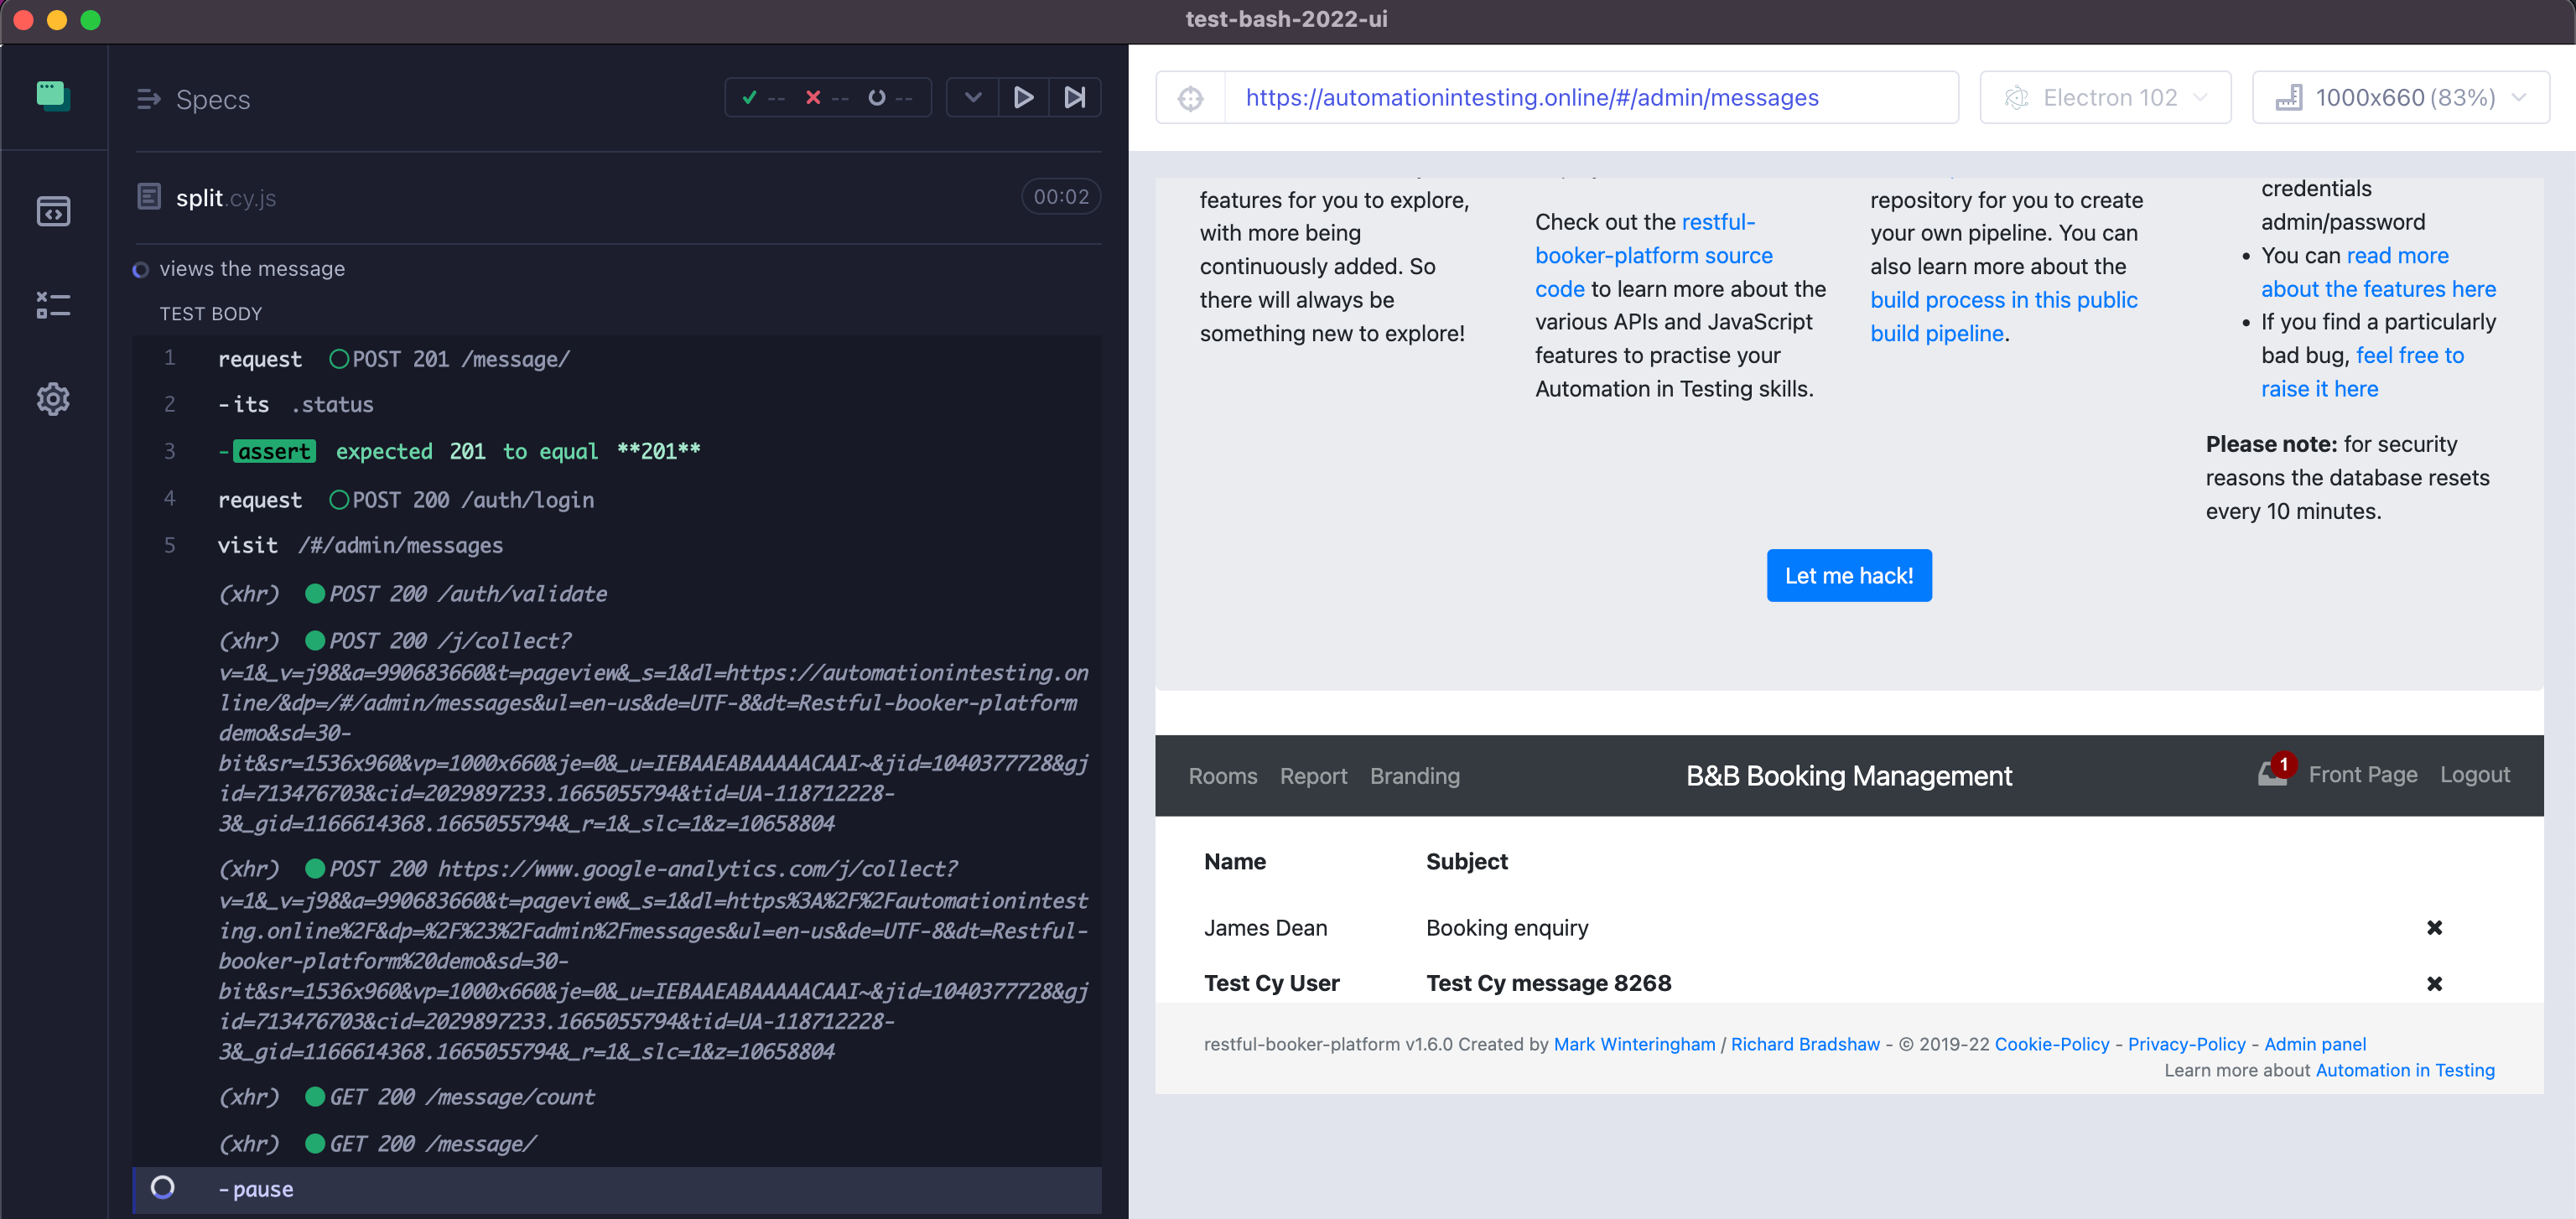 test-bash-2022-ui
Specs
-- -- --
split.cy.js
00:02
views the message
TEST BODY
1 request POST 201 /message/
2 -its .status
3 -assert expected 201 to equal **201**
4 request POST 200 /auth/login
5 visit /#/admin/messages
(xhr) POST 200 /auth/validate
(xhr) POST 200 /j/collect?
v=1&_v=j98&a=990683660&t=pageview&_s=1&dl=https://automationintesting.on
line/&dp=/#/admin/messages&ul=en-us&de=UTF-8&dt=Restful-booker-platform
demo&sd=30-
bit&sr=1536x960&vp=1000x660&je=0&_u=IEBAAEABAAAAACAAI~&jid=1040377728&gj
id=713476703&cid=2029897233.1665055794&tid=UA-118712228-
3&_gid=1166614368.1665055794&_r=1&_slc=1&z=10658804
(xhr) POST 200 https://www.google-analytics.com/j/collect?
v=1&_v=j98&a=990683660&t=pageview&_s=1&dl=https%3A%2F%2Fautomationintest
ing.online%2F&dp=%2F%23%2Fadmin%2Fmessages&ul=en-us&de=UTF-8&dt=Restful-
booker-platform%20demo&sd=30-
bit&sr=1536x960&vp=1000x660&je=0&_u=IEBAAEABAAAAACAAI~&jid=1040377728&gj
id=713476703&cid=2029897233.1665055794&tid=UA-118712228-
3&_gid=1166614368.1665055794&_r=1&_slc=1&z=10658804
(xhr) GET 200 /message/count
(xhr) GET 200 /message/
-pause
https://automationintesting.online/#/admin/messages
Electron 102
1000x660 (83%)
features for you to explore,
with more being
continuously added. So
there will always be
something new to explore!
Check out the restful-
booker-platform source
code to learn more about the
various APIs and JavaScript
features to practise your
Automation in Testing skills.
repository for you to create
your own pipeline. You can
also learn more about the
build process in this public
build pipeline.
credentials
admin/password
• You can read more
about the features here
• If you find a particularly
bad bug, feel free to
raise it here
Please note: for security
reasons the database resets
every 10 minutes.
Let me hack!
Rooms Report Branding
B&B Booking Management
1
Front Page Logout
Name Subject
James Dean Booking enquiry
Test Cy User Test Cy message 8268
restful-booker-platform v1.6.0 Created by Mark Winteringham / Richard Bradshaw - © 2019-22 Cookie-Policy - Privacy-Policy - Admin panel
Learn more about Automation in Testing